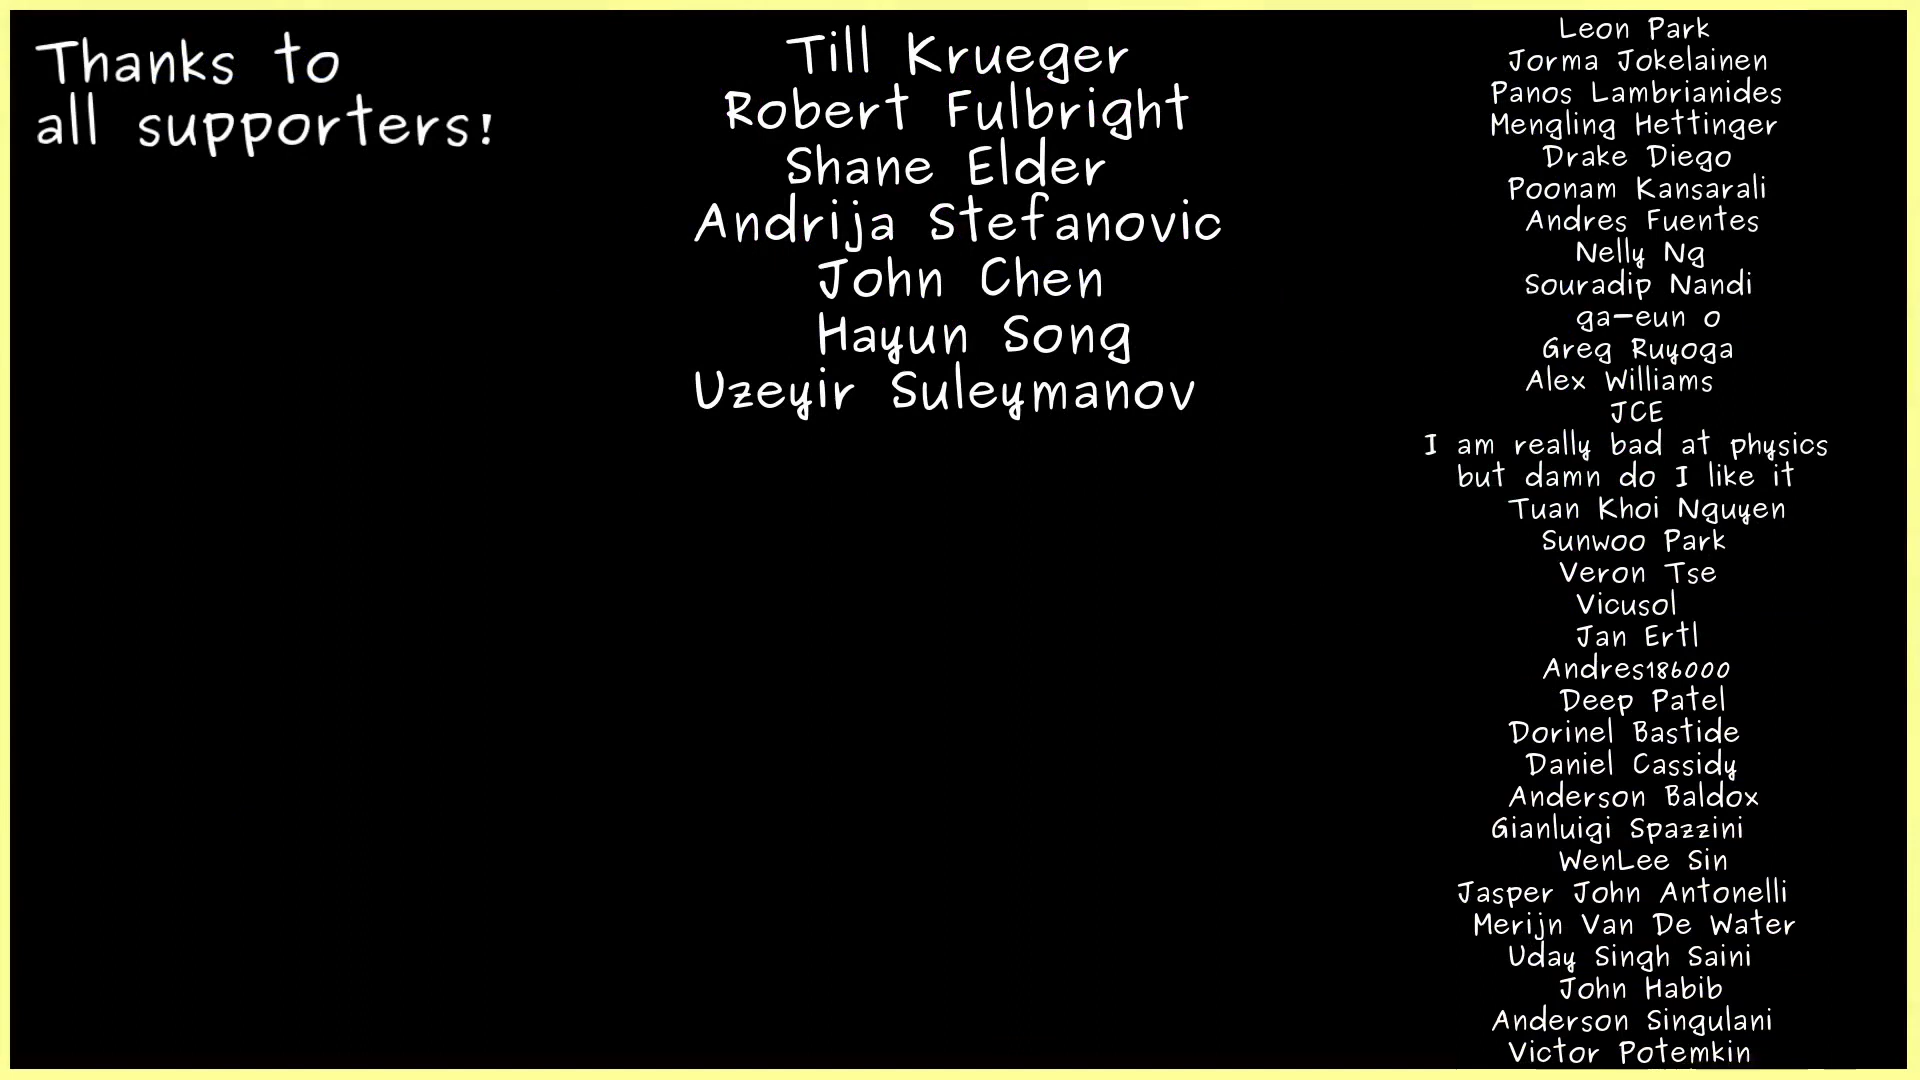 Thanks to
all supporters!
Till Krueger
Robert Fulbright
Shane Elder
Andrija Stefanovic
John Chen
Hayun Song
Uzeyir Suleymanov
Leon Park
Jorma Jokelainen
Panos Lambrianides
Mengling Hettinger
Drake Diego
Poonam Kansarali
Andres Fuentes
Nelly Ng
Souradip Nandi
ga-eun o
Greg Ruyoga
Alex Williams
JCE
I am really bad at physics
but damn do I like it
Tuan Khoi Nguyen
Sunwoo Park
Veron Tse
Vicusol
Jan Ertl
Andres186000
Deep Patel
Dorinel Bastide
Daniel Cassidy
Anderson Baldox
Gianluigi Spazzini
WenLee Sin
Jasper John Antonelli
Merijn Van De Water
Uday Singh Saini
John Habib
Anderson Singulani
Victor Potemkin